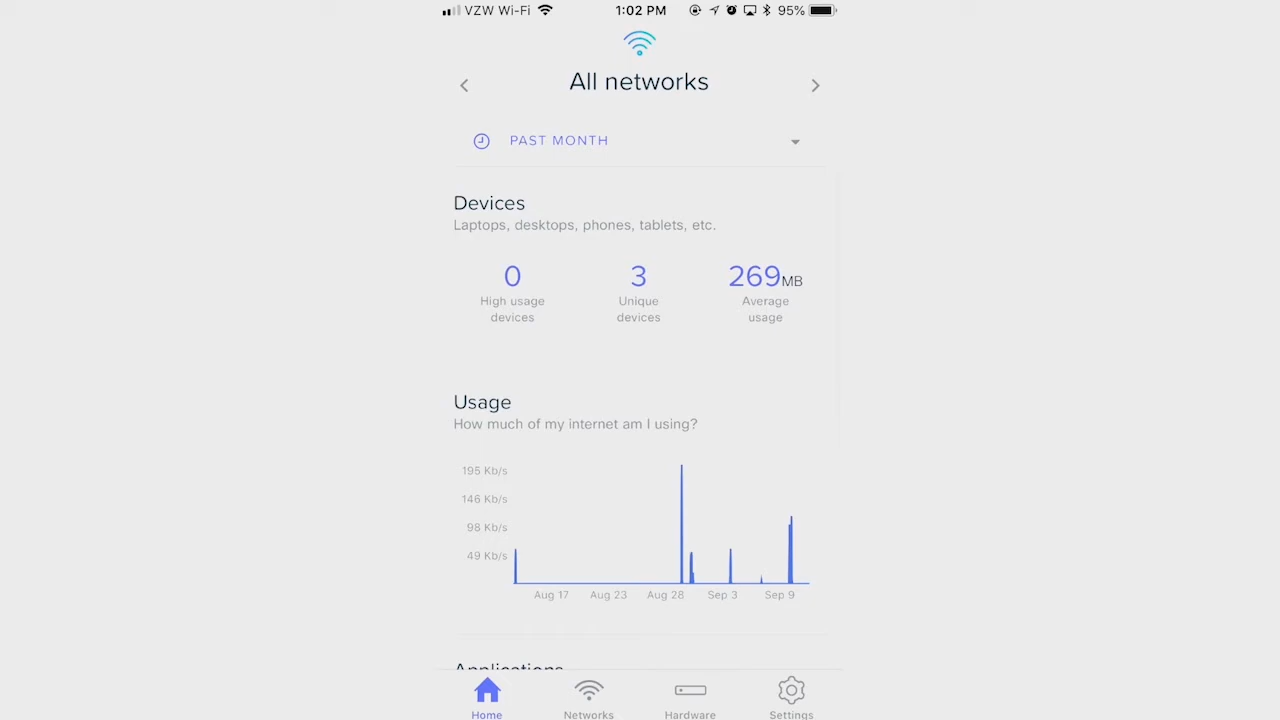 VZW Wi-Fi 1:02 PM 95%
All networks
PAST MONTH
Devices
Laptops, desktops, phones, tablets, etc.
0 3 269MB
High usage devices
Unique devices
Average usage
Usage
How much of my internet am I using?
195 Kb/s
146 Kb/s
98 Kb/s
49 Kb/s
Aug 17 Aug 23 Aug 28 Sep 3 Sep 9
Applications
Home Networks Hardware Settings